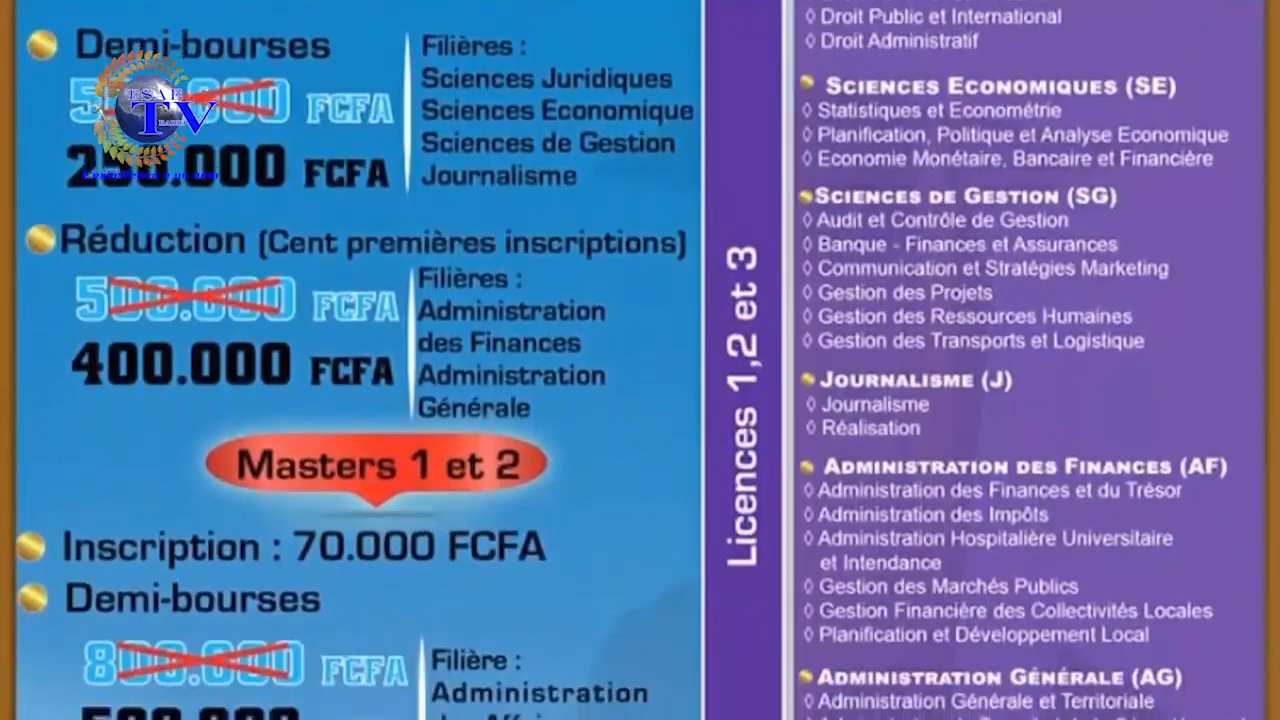 Demi-bourses
FCFA
FCFA
Filières :
Sciences Juridiques
Sciences Economique
Sciences de Gestion
Journalisme
ESAE
TV
RADIO
Réduction (Cent premières inscriptions)
500.000 FCFA
400.000 FCFA
Filières :
Administration
des Finances
Administration
Générale
Masters 1 et 2
Inscription : 70.000 FCFA
Demi-bourses
800.000 FCFA
Filière :
Administration
Licences 1,2 et 3
◊ Droit Public et International
◊ Droit Administratif
Sciences Economiques (SE)
◊ Statistiques et Econométrie
◊ Planification, Politique et Analyse Economique
◊ Economie Monétaire, Bancaire et Financière
Sciences de Gestion (SG)
◊ Audit et Contrôle de Gestion
◊ Banque - Finances et Assurances
◊ Communication et Stratégies Marketing
◊ Gestion des Projets
◊ Gestion des Ressources Humaines
◊ Gestion des Transports et Logistique
Journalisme (J)
◊ Journalisme
◊ Réalisation
Administration des Finances (AF)
◊ Administration des Finances et du Trésor
◊ Administration des Impôts
◊ Administration Hospitalière Universitaire
et Intendance
◊ Gestion des Marchés Publics
◊ Gestion Financière des Collectivités Locales
◊ Planification et Développement Local
Administration Générale (AG)
◊ Administration Générale et Territoriale